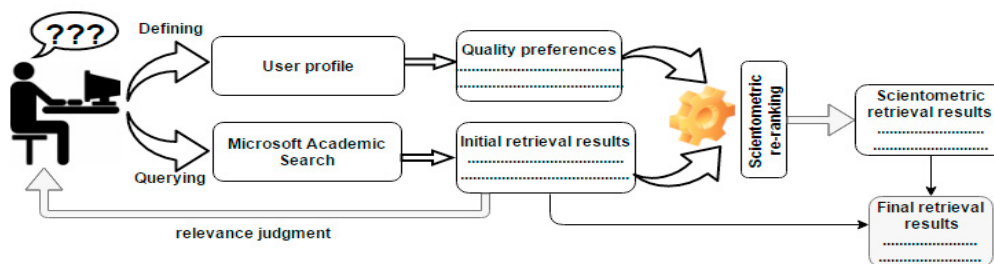 ???
Defining
User profile
Quality preferences
Querying
Microsoft Academic
Search
Initial retrieval results
relevance judgment
Scientometric
re-ranking
Scientometric
retrieval results
Final retrieval
results